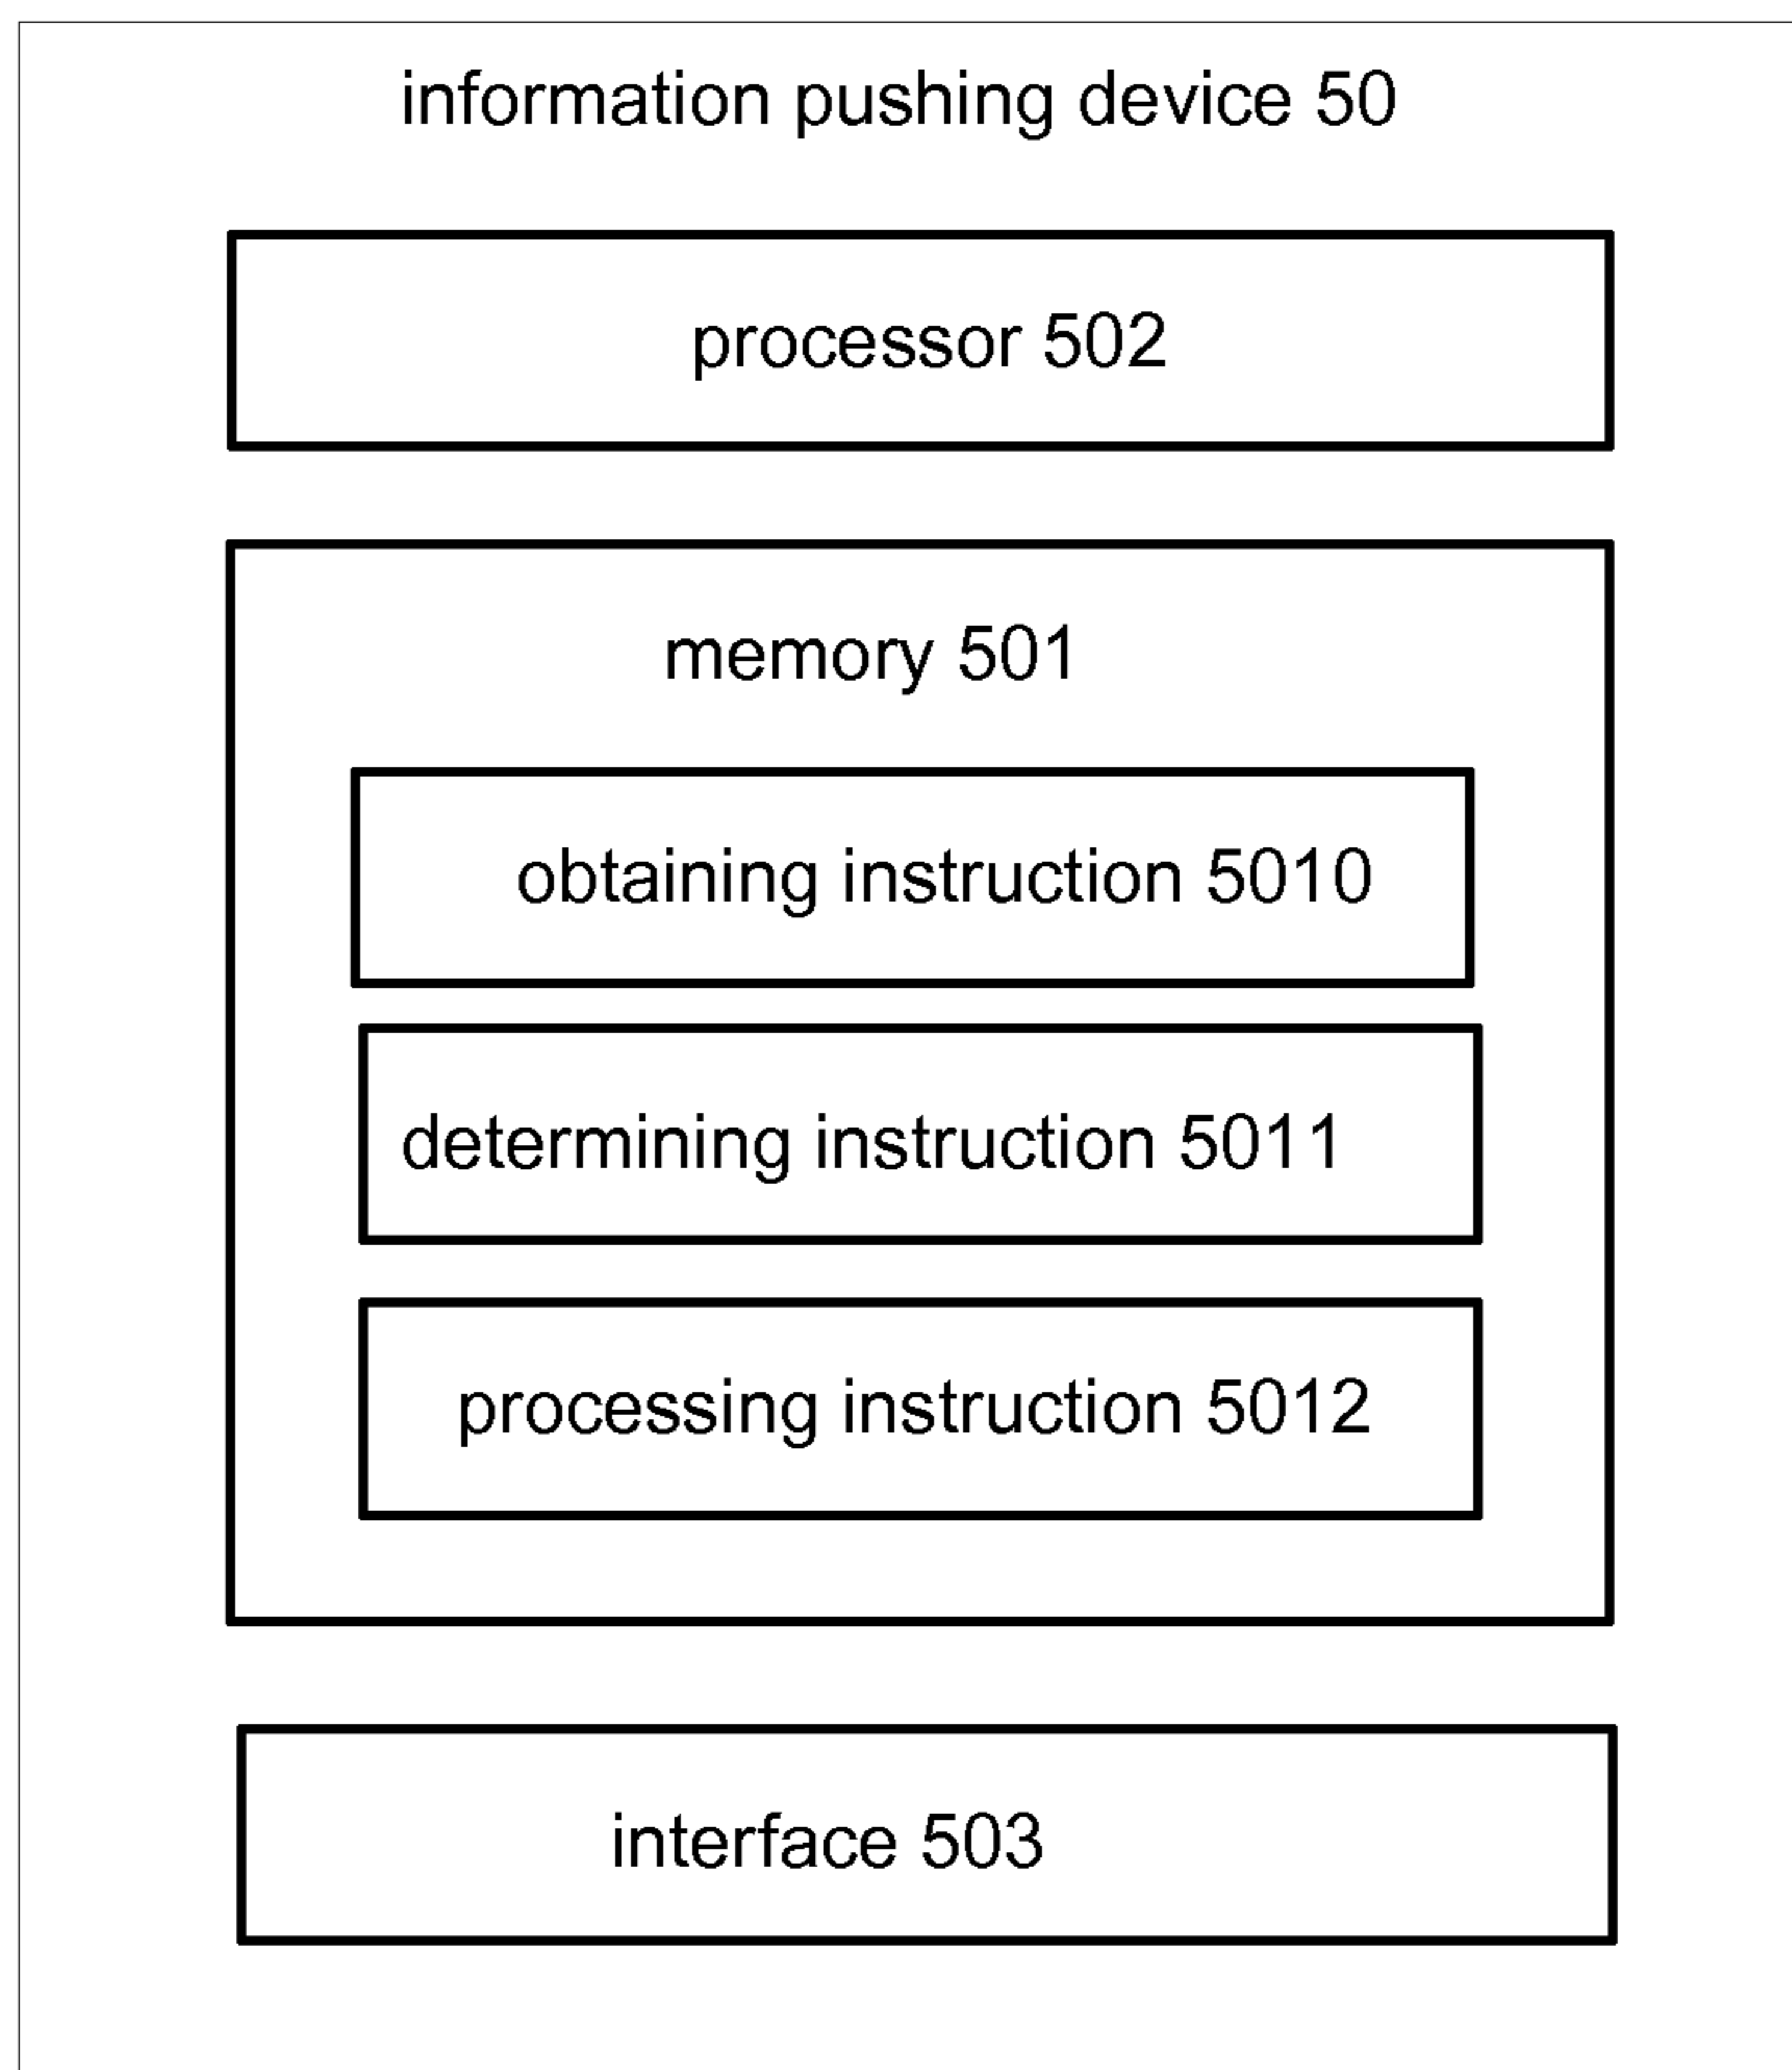 information pushing device 50
processor 502
memory 501
obtaining instruction 5010
determining instruction 5011
processing instruction 5012
interface 503